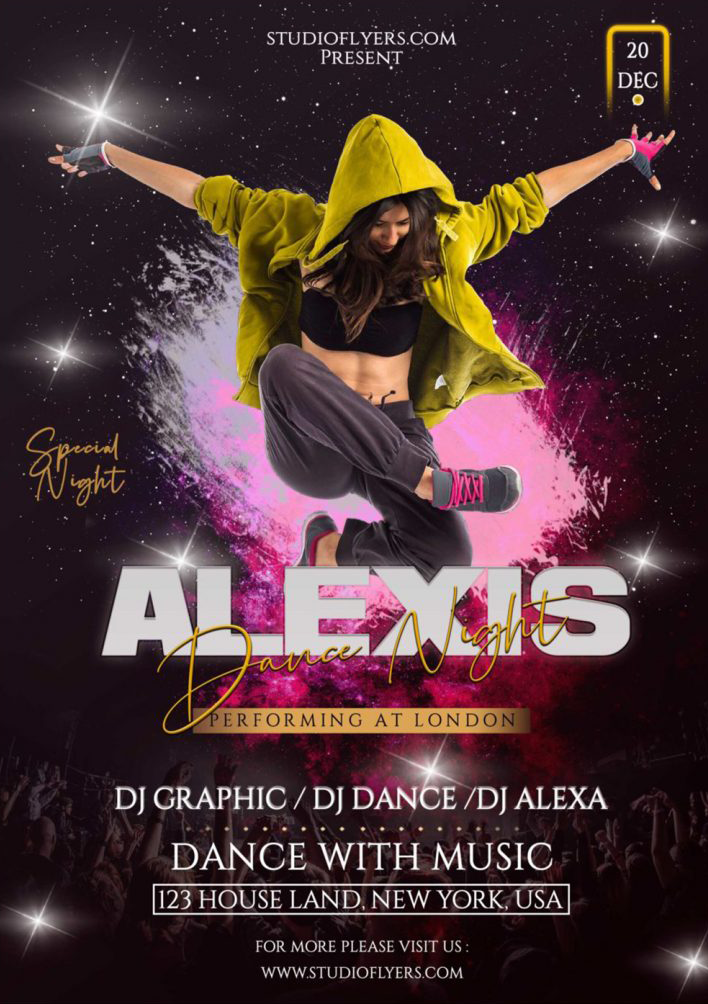 STUDIOFLYERS.COM
PRESENT
20
DEC
Special
Night
ALEXIS
Dance Night
PERFORMING AT LONDON
DJ GRAPHIC / DJ DANCE /DJ ALEXA
DANCE WITH MUSIC
123 HOUSE LAND, NEW YORK, USA
FOR MORE PLEASE VISIT US :
WWW.STUDIOFLYERS.COM